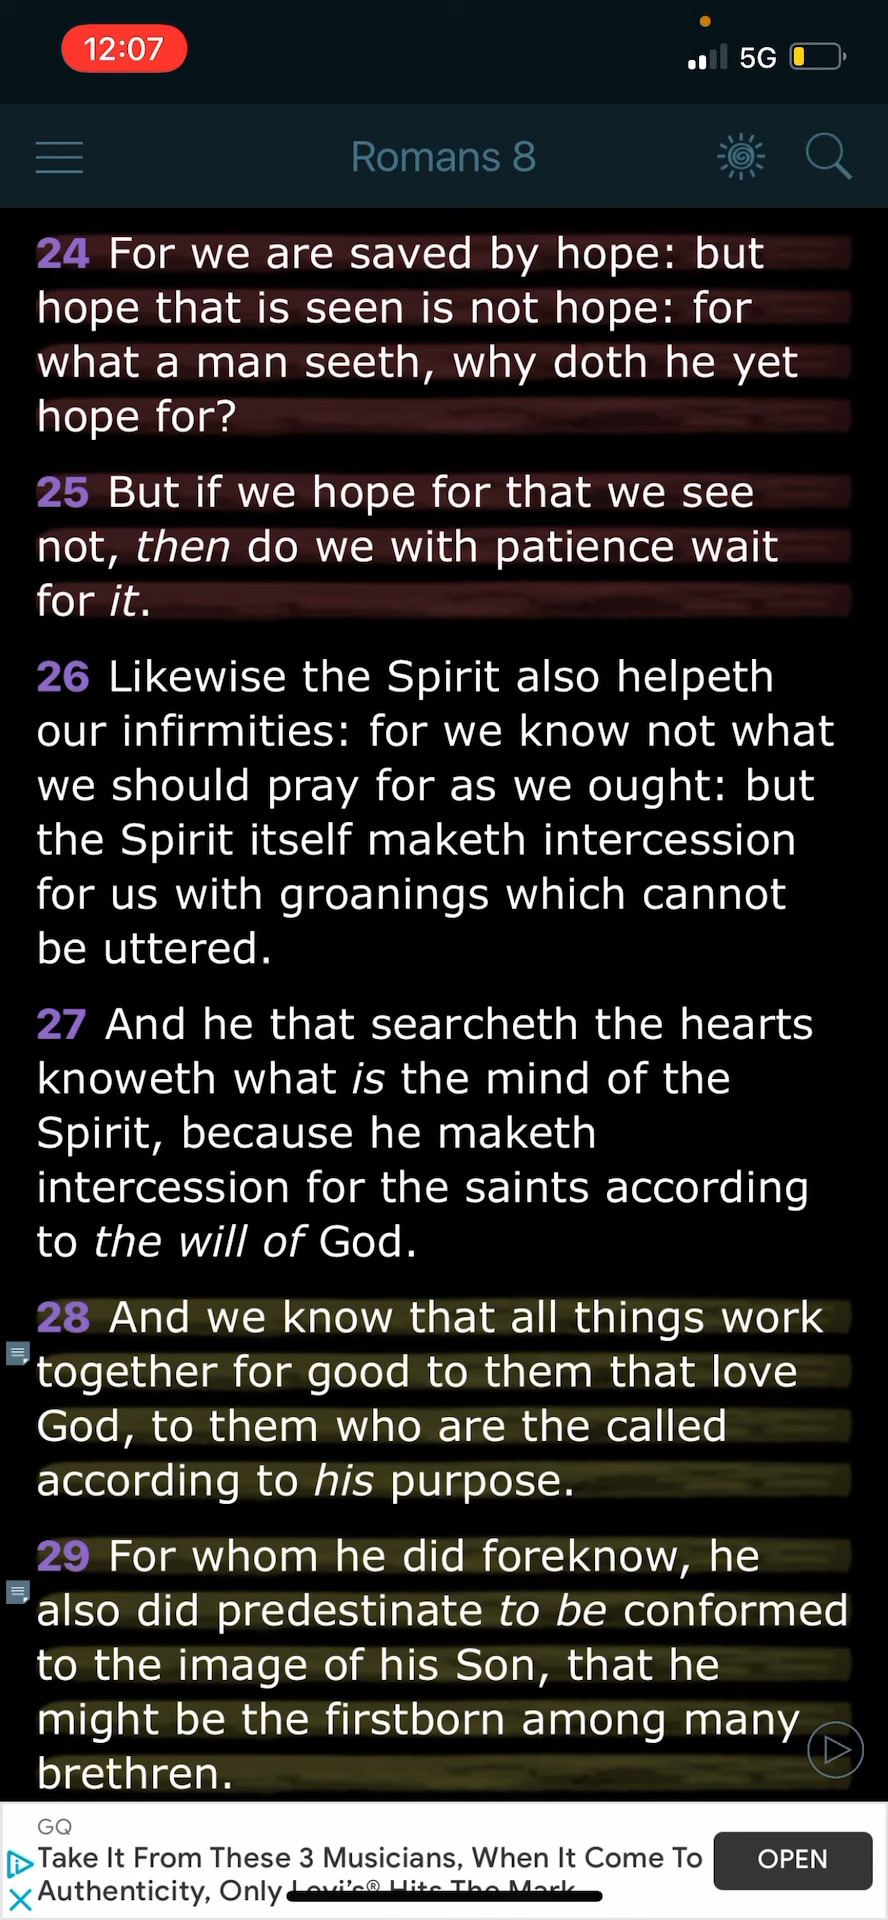 12:07
5G
Romans 8
24 For we are saved by hope: but
hope that is seen is not hope: for
what a man seeth, why doth he yet
hope for?
25 But if we hope for that we see
not, then do we with patience wait
for it.
26 Likewise the Spirit also helpeth
our infirmities: for we know not what
we should pray for as we ought: but
the Spirit itself maketh intercession
for us with groanings which cannot
be uttered.
27 And he that searcheth the hearts
knoweth what is the mind of the
Spirit, because he maketh
intercession for the saints according
to the will of God.
28 And we know that all things work
together for good to them that love
God, to them who are the called
according to his purpose.
29 For whom he did foreknow, he
also did predestinate to be conformed
to the image of his Son, that he
might be the firstborn among many
brethren.
GQ
Take It From These 3 Musicians, When It Come To
Authenticity, Only Levi's® Hits The Mark
OPEN